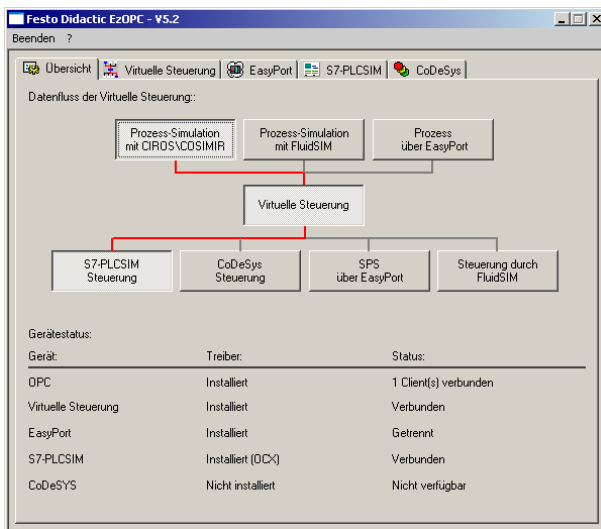 Festo Didactic EzOPC - V5.2
Beenden ?
Übersicht Virtuelle Steuerung EasyPort S7-PLCSIM CoDeSys
Datenfluss der Virtuelle Steuerung::
Prozess-Simulation mit CIROS\COSIMIR
Prozess-Simulation mit FluidSIM
Prozess über EasyPort
Virtuelle Steuerung
S7-PLCSIM Steuerung
CoDeSys Steuerung
SPS über EasyPort
Steuerung durch FluidSIM
Gerätestatus:
Gerät: Treiber: Status:
OPC Installiert 1 Client(s) verbunden
Virtuelle Steuerung Installiert Verbunden
EasyPort Installiert Getrennt
S7-PLCSIM Installiert (OCX) Verbunden
CoDeSYS Nicht installiert Nicht verfügbar